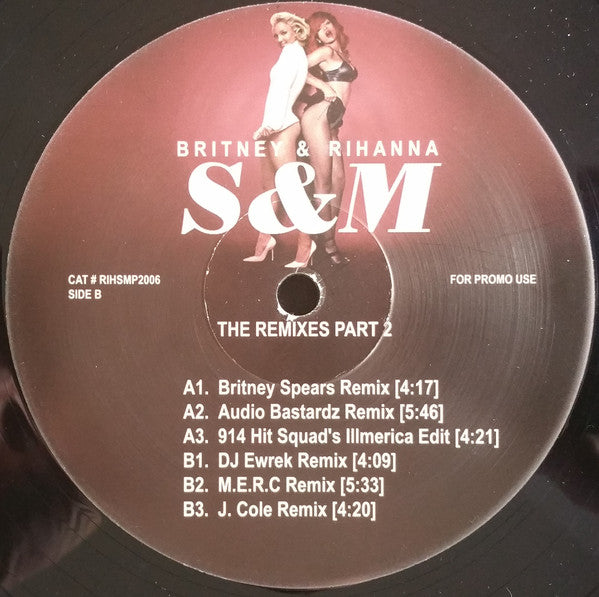 BRITNEY & RIHANNA
S&M
CAT # RIHSMP2006
SIDE B
FOR PROMO USE
THE REMIXES PART 2
A1. Britney Spears Remix [4:17]
A2. Audio Bastardz Remix [5:46]
A3. 914 Hit Squad's Illmerica Edit [4:21]
B1. DJ Ewrek Remix [4:09]
B2. M.E.R.C Remix [5:33]
B3. J. Cole Remix [4:20]